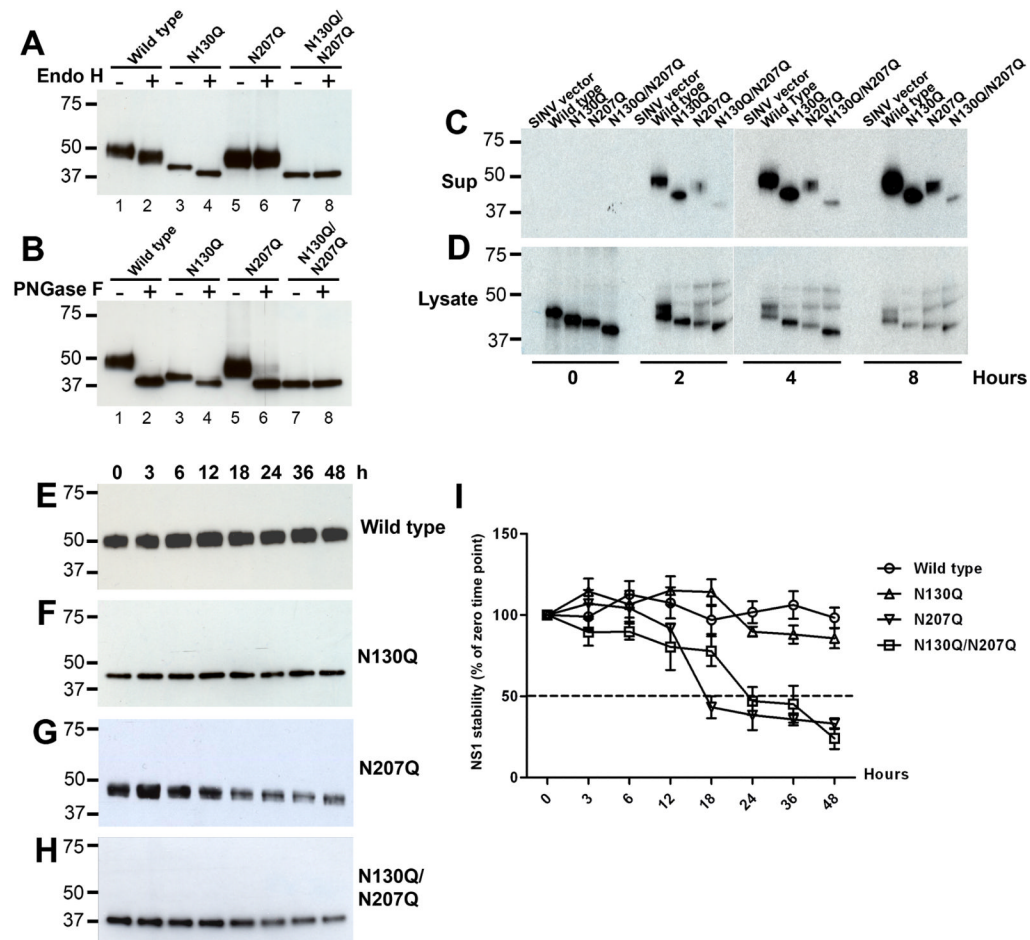 A
Wild type N130Q N207Q N130Q/ N207Q
Endo H - + - + - + - +
75
50
37
1 2 3 4 5 6 7 8
B
Wild type N130Q N207Q N130Q/ N207Q
PNGase F - + - + - + - +
75
50
37
1 2 3 4 5 6 7 8
C
SINV vector Wild type N130Q N207Q N130Q/N207Q SINV vector Wild type N130Q N207Q N130Q/N207Q SINV vector Wild Type N130Q N207Q N130Q/N207Q SINV vector Wild type N130Q N207Q N130Q/N207Q
75
50
Sup
37
D
75
50
Lysate
37
0 2 4 8 Hours
0 3 6 12 18 24 36 48 h
E
75
50
37
Wild type
F
75
50
37
N130Q
G
75
50
37
N207Q
H
75
50
37
N130Q/
N207Q
I
NS1 stability (% of zero time point)
150
100
50
0
0 3 6 12 18 24 36 48
Hours
Wild type
N130Q
N207Q
N130Q/N207Q